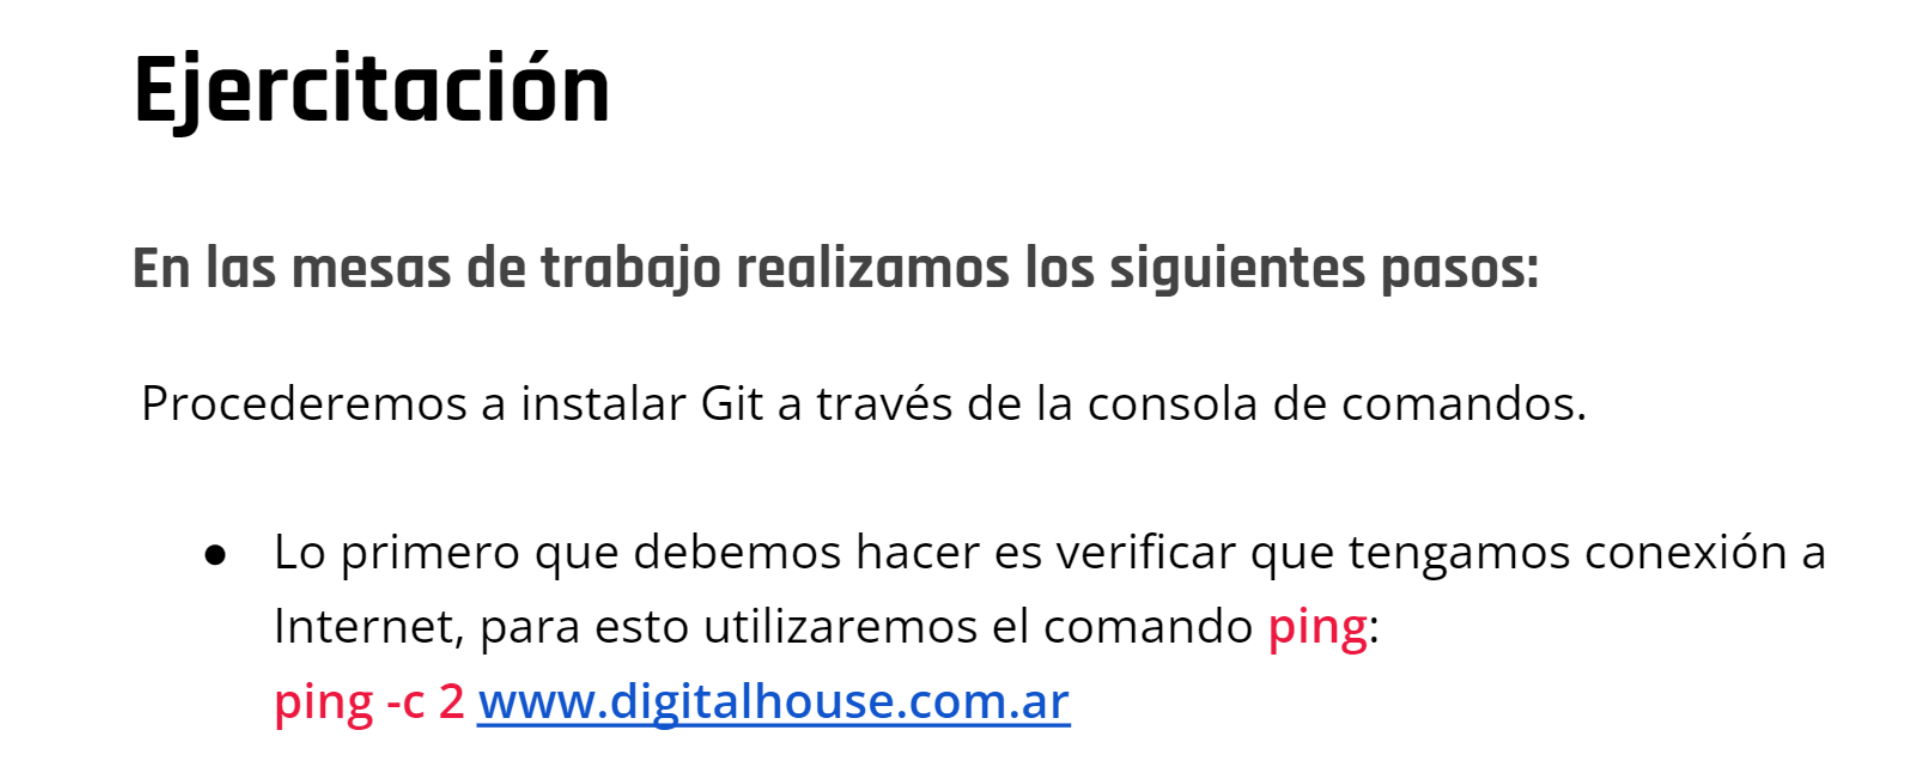 Ejercitación
En las mesas de trabajo realizamos los siguientes pasos:
Procederemos a instalar Git a través de la consola de comandos.
● Lo primero que debemos hacer es verificar que tengamos conexión a
Internet, para esto utilizaremos el comando ping:
ping -c 2 www.digitalhouse.com.ar